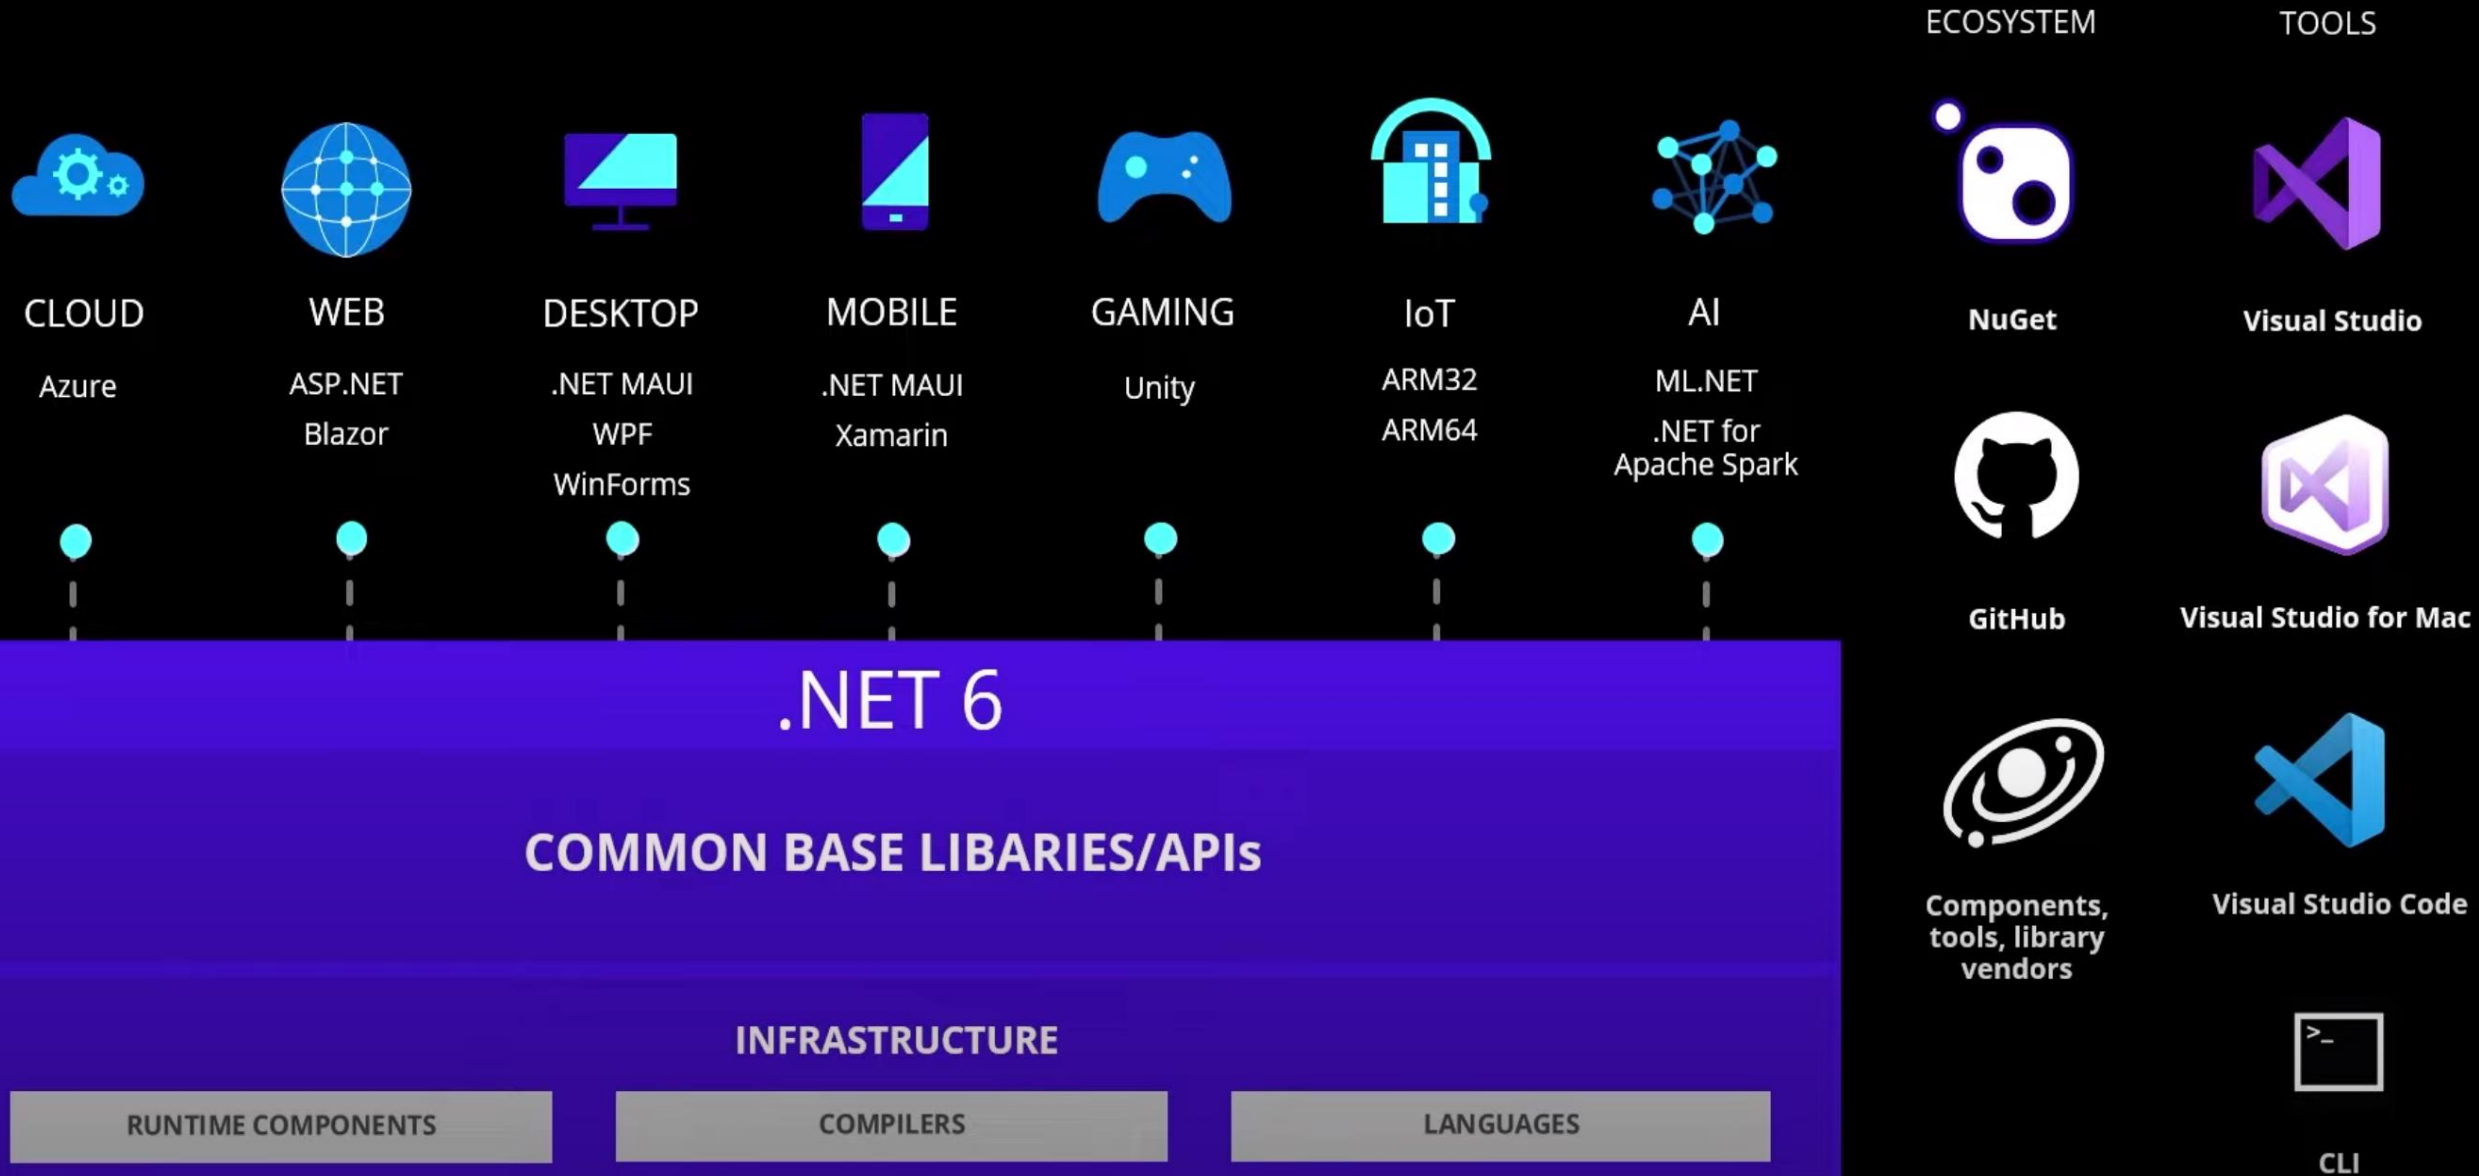 ECOSYSTEM
TOOLS
CLOUD
Azure
WEB
ASP.NET
Blazor
DESKTOP
.NET MAUI
WPF
WinForms
MOBILE
.NET MAUI
Xamarin
GAMING
Unity
IoT
ARM32
ARM64
AI
ML.NET
.NET for
Apache Spark
NuGet
Visual Studio
GitHub
Visual Studio for Mac
Components,
tools, library
vendors
Visual Studio Code
>_
CLI
.NET 6
COMMON BASE LIBARIES/APIs
INFRASTRUCTURE
RUNTIME COMPONENTS
COMPILERS
LANGUAGES